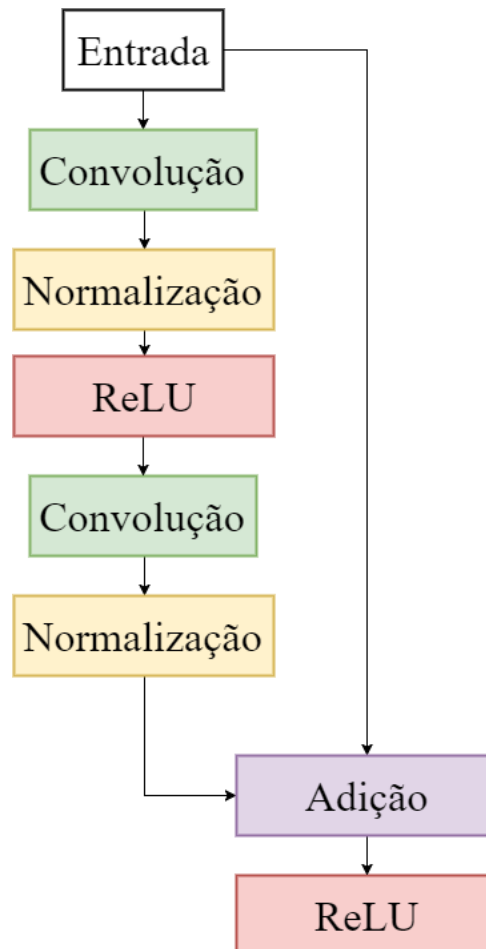 Entrada
Convolução
Normalização
ReLU
Convolução
Normalização
Adição
ReLU